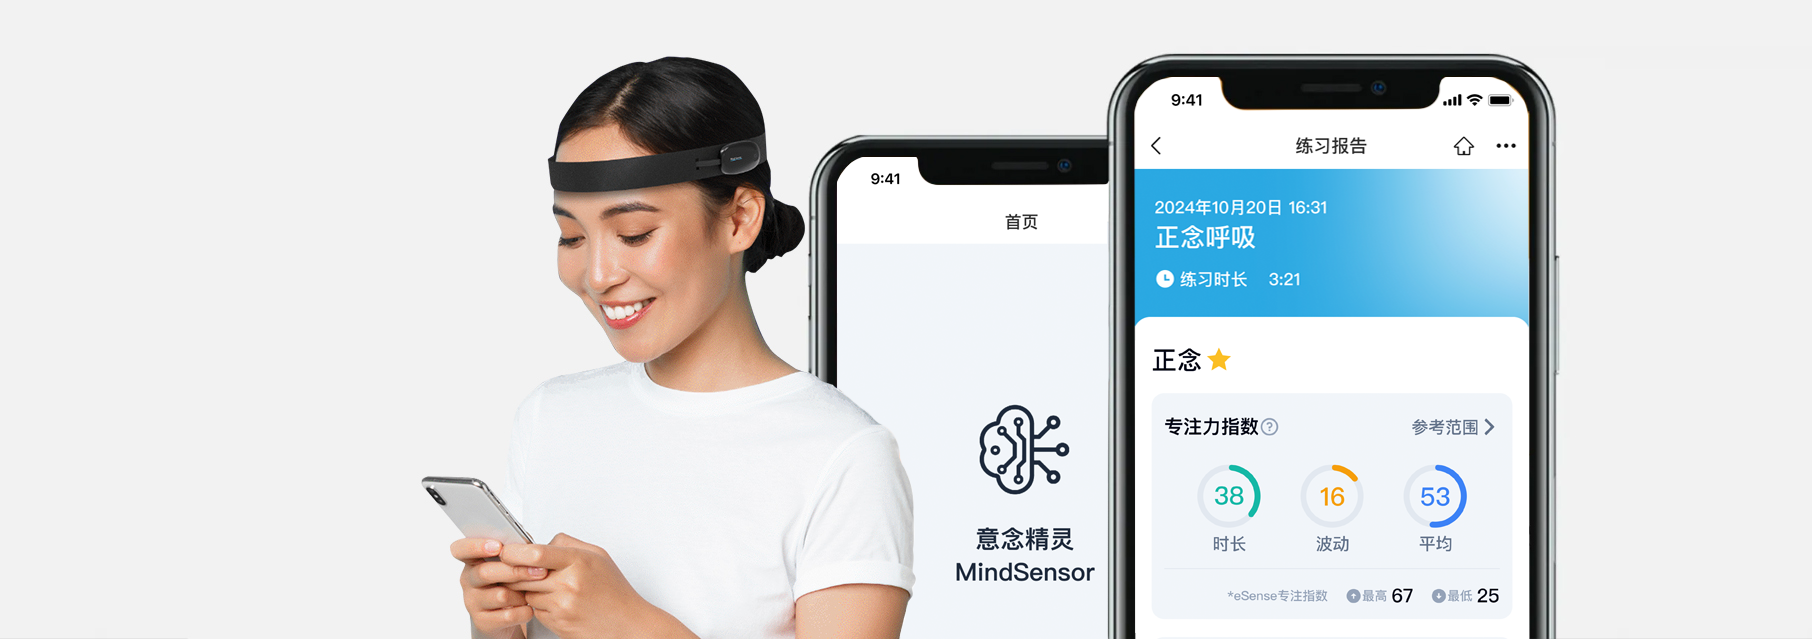 9:41
首页
意念精灵
MindSensor
9:41
练习报告
2024年10月20日 16:31
正念呼吸
练习时长 3:21
正念
专注力指数 ? 参考范围
38 16 53
时长 波动 平均
*eSense专注指数 最高 67 最低 25